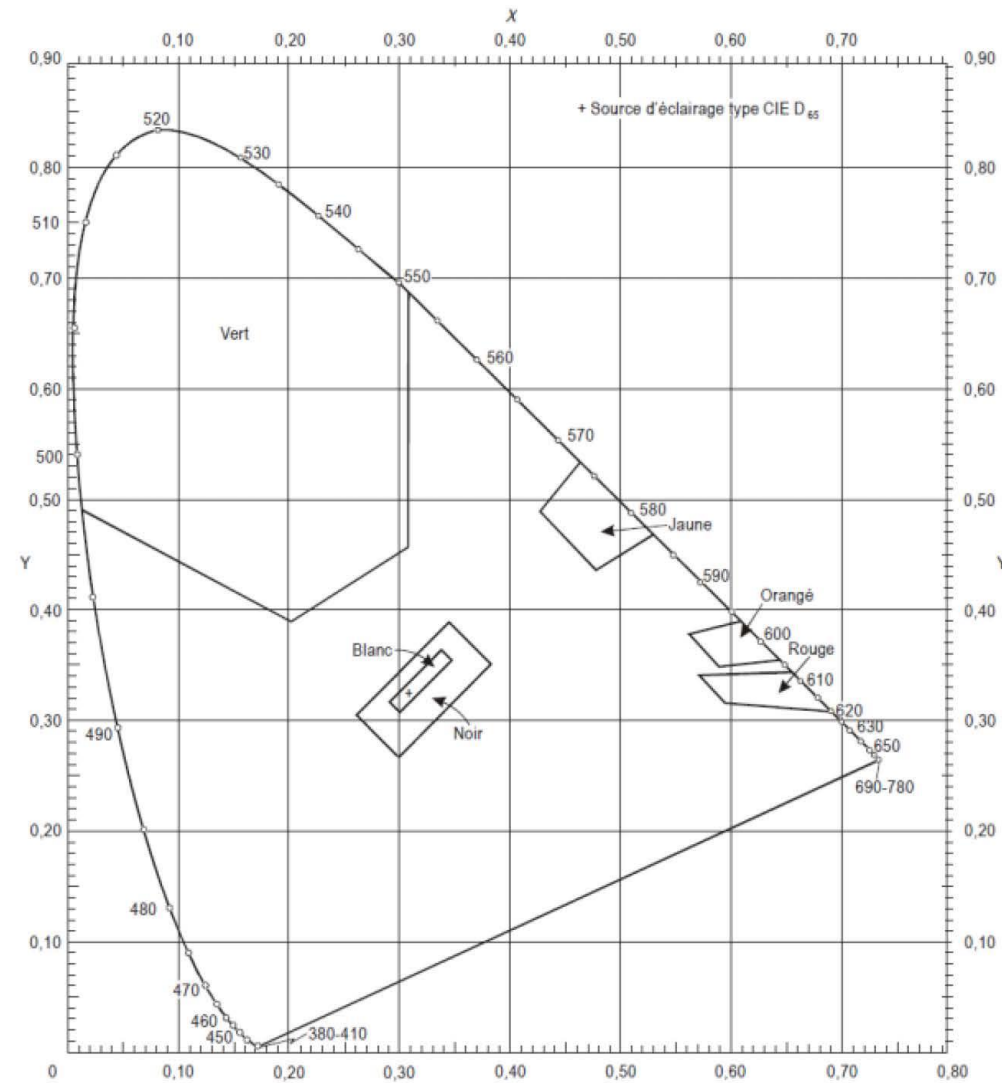 X
0,10 0,20 0,30 0,40 0,50 0,60 0,70
0,90 0,90
+ Source d'éclairage type CIE D65
520
530
0,80 0,80
540
510
0,70 550 0,70
Vert
560
0,60 0,60
570
500
0,50 580 0,50
Jaune
Y Y
590
Orangé
0,40 0,40
600
Blanc Rouge
610
0,30 620 0,30
Noir 630
490 650
690-780
0,20 0,20
480
0,10 0,10
470
460
450 380-410
0 0,10 0,20 0,30 0,40 0,50 0,60 0,70 0,80